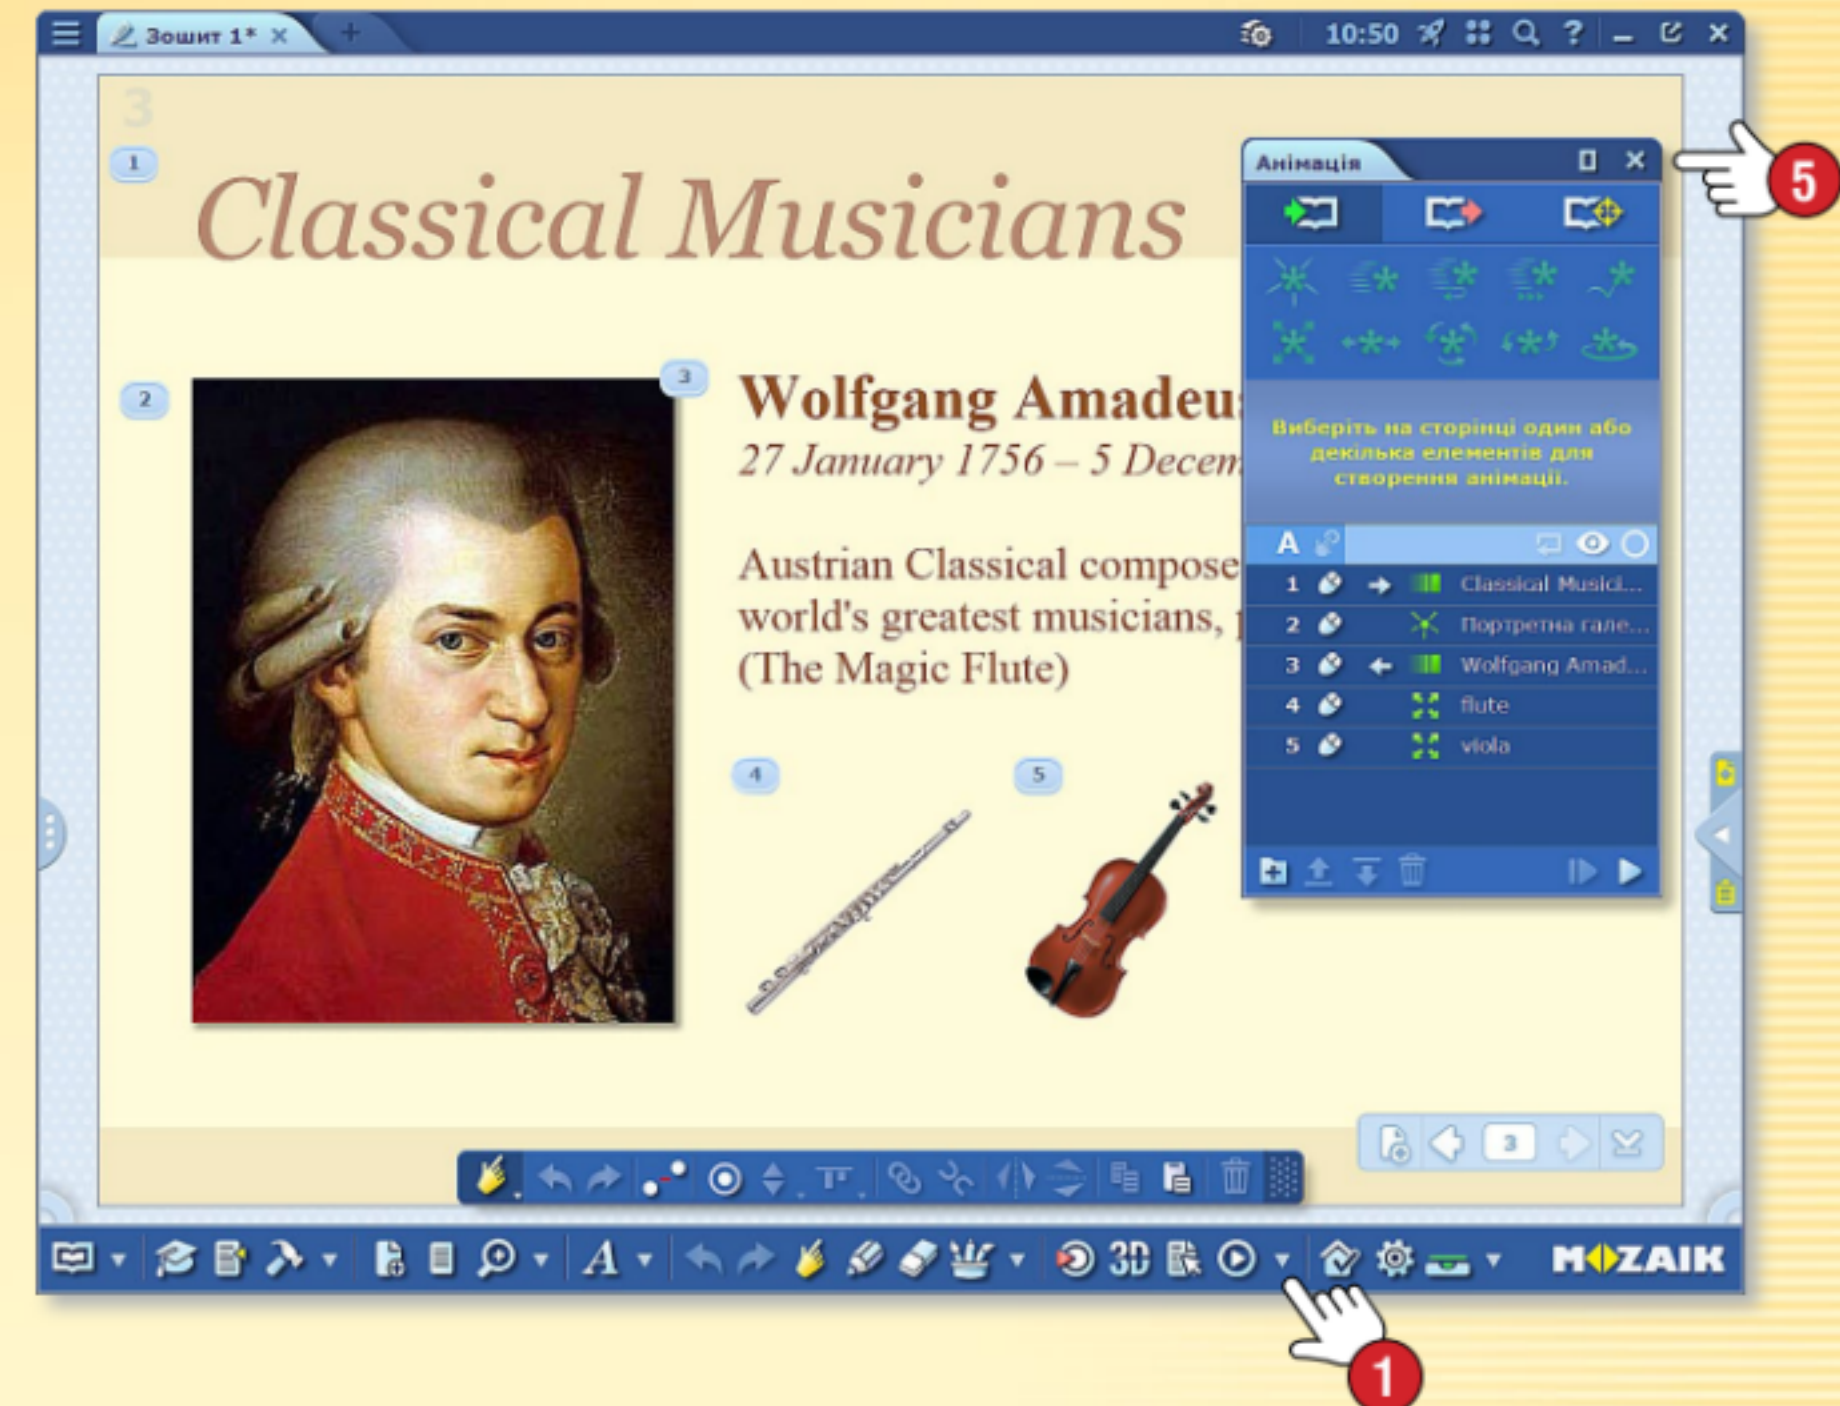 Зошит 1*
10:50
3
1
Classical Musicians
2
3
Wolfgang Amadeu
27 January 1756 – 5 Decem
Austrian Classical compose
world's greatest musicians,
(The Magic Flute)
4
5
Анімація
Виберіть на сторінці один або
декілька елементів для
створення анімації.
A
1 Classical Musici...
2 Портретна гале...
3 Wolfgang Amad...
4 flute
5 viola
5
3
A
3D
MOZAIK
1